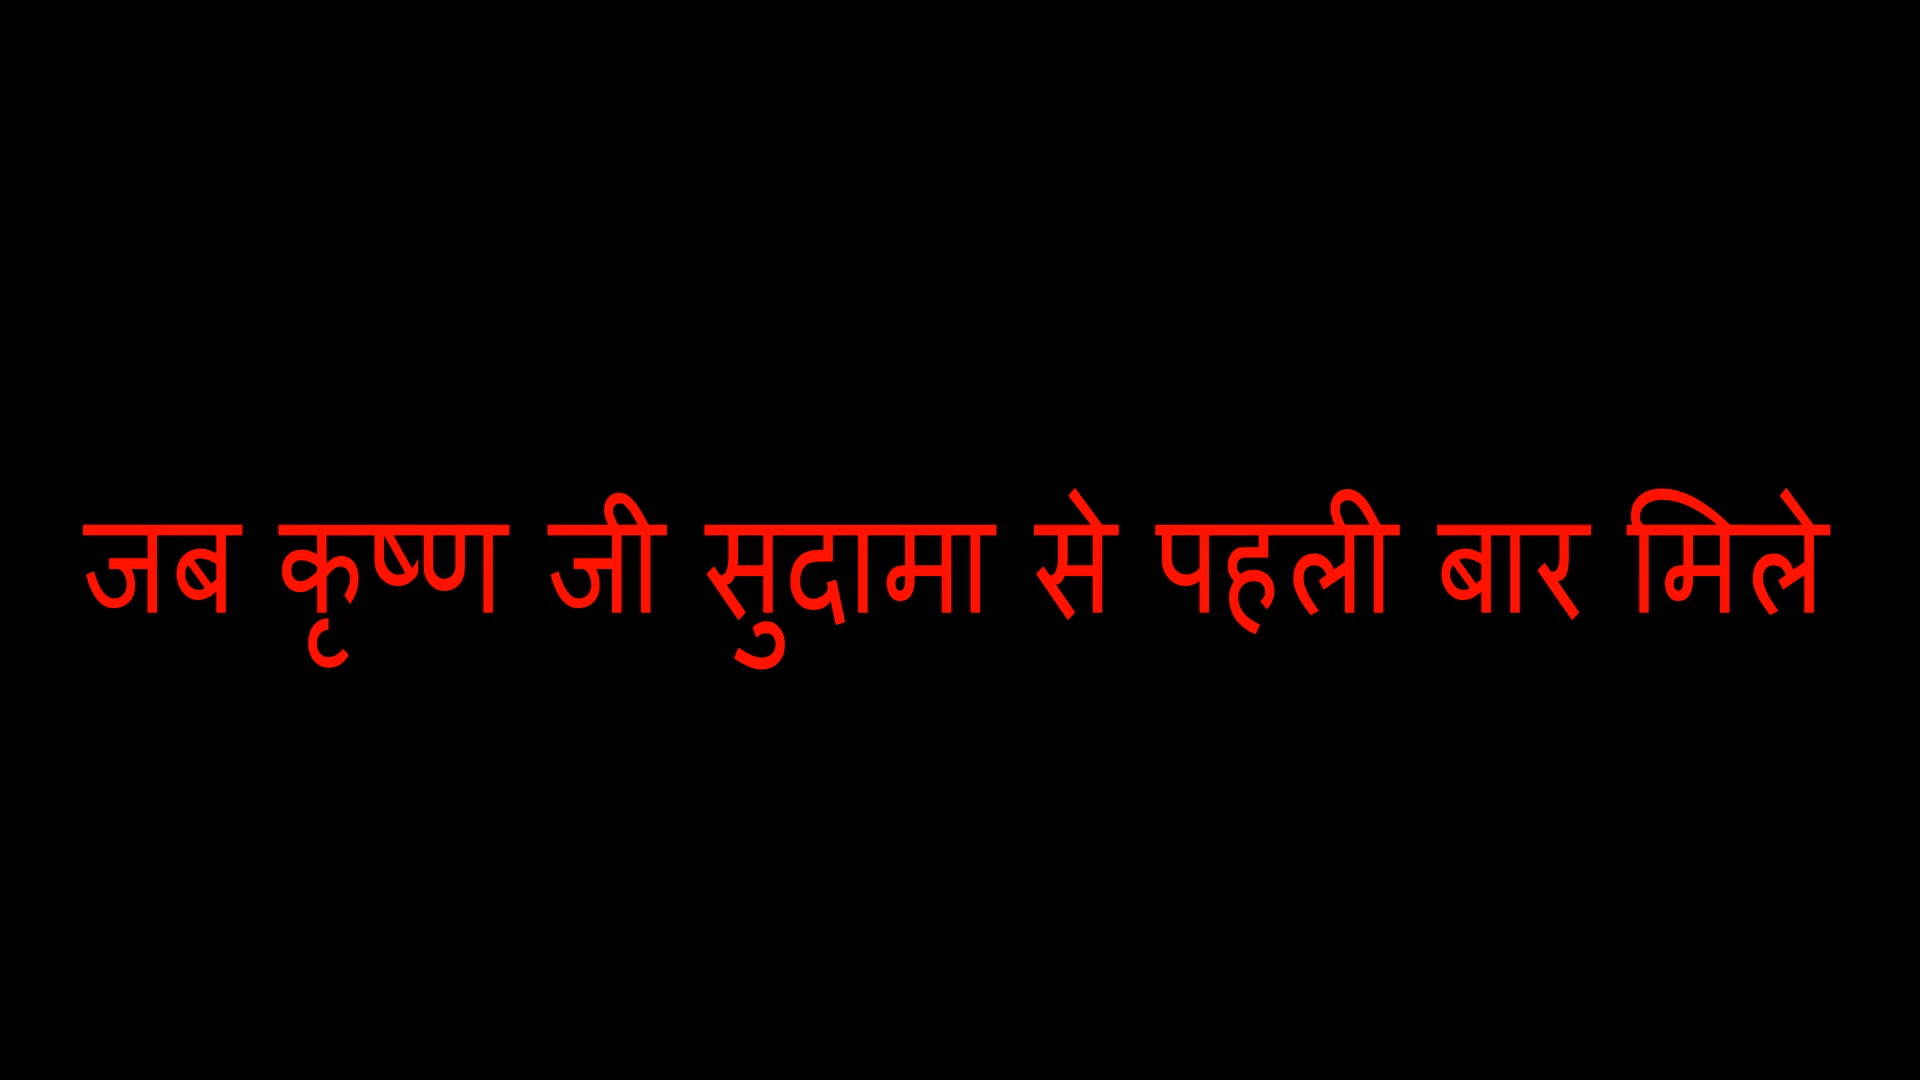 जब कृष्ण जी सुदामा से पहली बार मिले